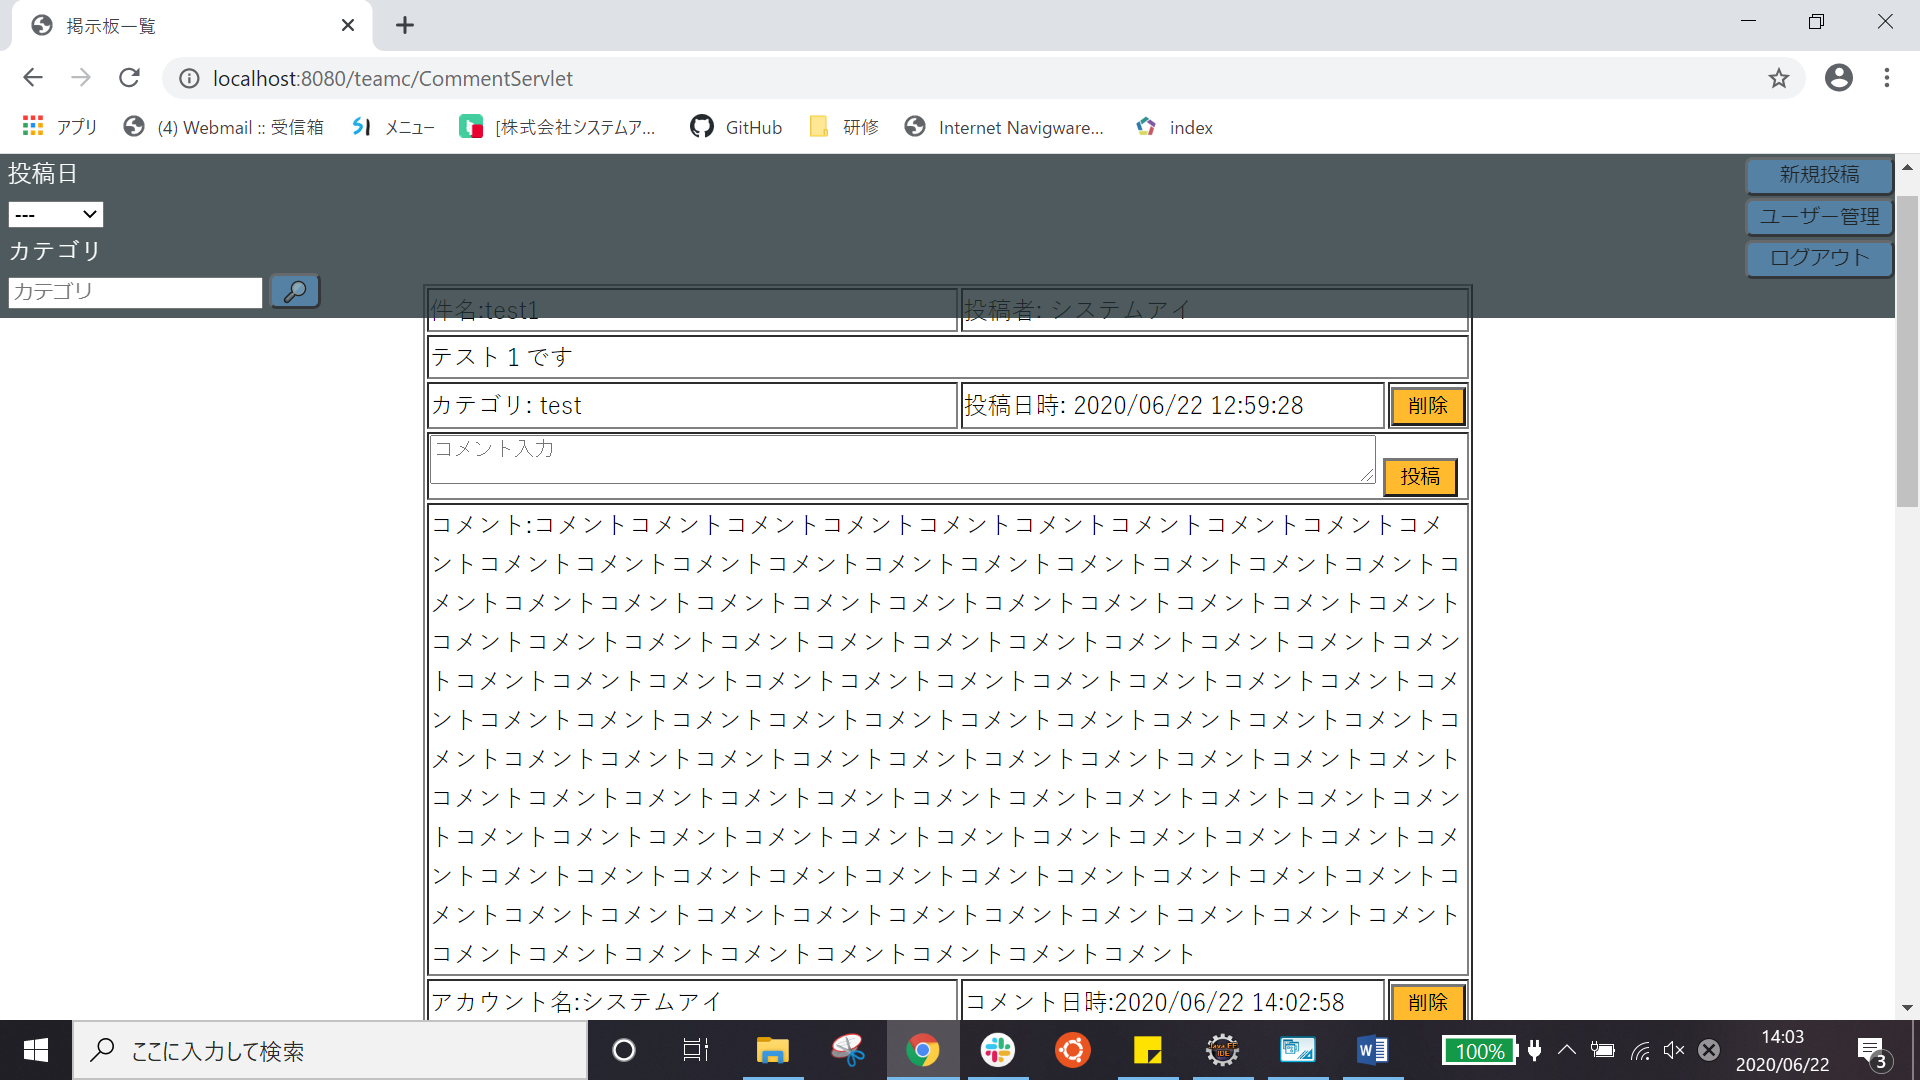 掲示板一覧
localhost:8080/teamc/CommentServlet
アプリ (4) Webmail :: 受信箱 メニュー [株式会社システムア... GitHub 研修 Internet Navigware... index
投稿日
---
カテゴリ
カテゴリ
新規投稿
ユーザー管理
ログアウト
件名:test1 投稿者: システムアイ
テスト1です
カテゴリ: test 投稿日時: 2020/06/22 12:59:28 削除
コメント入力 投稿
コメント:コメントコメントコメントコメントコメントコメントコメントコメントコメントコメ
ントコメントコメントコメントコメントコメントコメントコメントコメントコメントコメントコ
メントコメントコメントコメントコメントコメントコメントコメントコメントコメントコメント
コメントコメントコメントコメントコメントコメントコメントコメントコメントコメントコメン
トコメントコメントコメントコメントコメントコメントコメントコメントコメントコメントコメ
ントコメントコメントコメントコメントコメントコメントコメントコメントコメントコメントコ
メントコメントコメントコメントコメントコメントコメントコメントコメントコメントコメント
コメントコメントコメントコメントコメントコメントコメントコメントコメントコメントコメン
トコメントコメントコメントコメントコメントコメントコメントコメントコメントコメントコメ
ントコメントコメントコメントコメントコメントコメントコメントコメントコメントコメントコ
メントコメントコメントコメントコメントコメントコメントコメントコメントコメントコメント
コメントコメントコメントコメントコメントコメントコメントコメント
アカウント名:システムアイ コメント日時:2020/06/22 14:02:58 削除
ここに入力して検索
Java EE
IDE
100%
14:03
2020/06/22
3